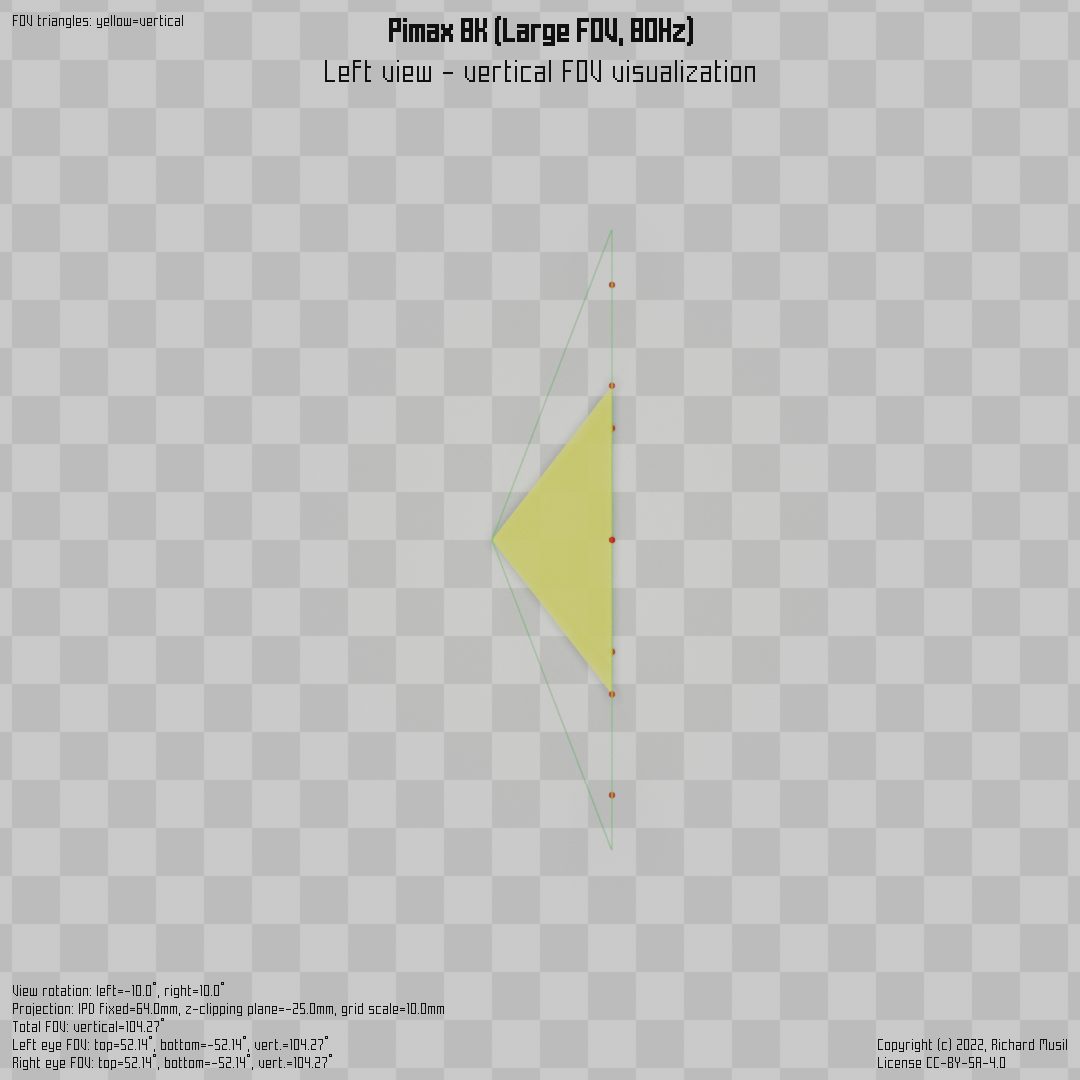 FOV triangles: yellow=vertical
Pimax 8K (Large FOV, 80Hz)
Left view - vertical FOV visualization
View rotation: left=-10.0°, right=10.0°
Projection: IPD fixed=64.0mm, z-clipping plane=-25.0mm, grid scale=10.0mm
Total FOV: vertical=104.27°
Left eye FOV: top=52.14°, bottom=-52.14°, vert.=104.27°
Right eye FOV: top=52.14°, bottom=-52.14°, vert.=104.27°
Copyright (c) 2022, Richard Musil
License CC-BY-SA-4.0